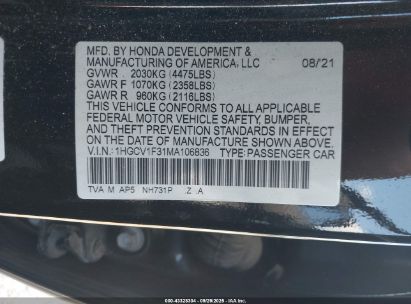 MFD. BY HONDA DEVELOPMENT &
MANUFACTURING OF AMERICA, LLC 08/21
GVWR . 2030KG (4475LBS)
GAWR F 1070KG (2358LBS)
GAWR R 960KG (2116LBS)
THIS VEHICLE CONFORMS TO ALL APPLICABLE
FEDERAL MOTOR VEHICLE SAFETY, BUMPER,
AND THEFT PREVENTION STANDARDS IN EFFECT
ON THE DATE OF MANUFACTURE SHOWN ABOVE.
V.I.N.: 1HGCV1F31MA106636 TYPE:PASSENGER CAR
TVA M AP5 NH731P .Z .A